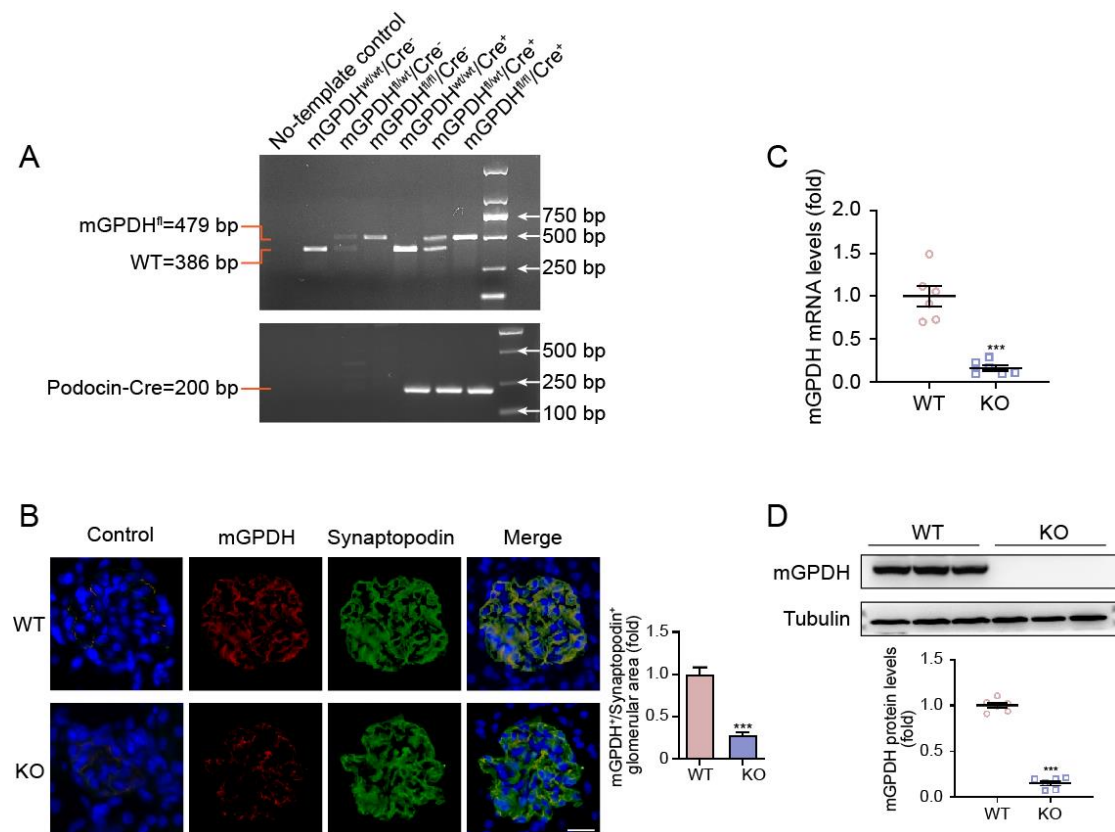 No-template control
mGPDHwt/wt/Cre-
mGPDHfl/wt/Cre-
mGPDHfl/fl/Cre-
mGPDHwt/wt/Cre+
mGPDHfl/wt/Cre+
mGPDHfl/fl/Cre+
A
mGPDHfl=479 bp
WT=386 bp
750 bp
500 bp
250 bp
Podocin-Cre=200 bp
500 bp
250 bp
100 bp
C
mGPDH mRNA levels (fold)
2.0
1.5
1.0
0.5
0.0
***
WT
KO
B
Control
mGPDH
Synaptopodin
Merge
WT
KO
mGPDH+/Synaptopodin+
glomerular area (fold)
1.5
1.0
0.5
0
***
WT
KO
D
WT
KO
mGPDH
Tubulin
mGPDH protein levels
(fold)
1.5
1.0
0.5
0.0
***
WT
KO